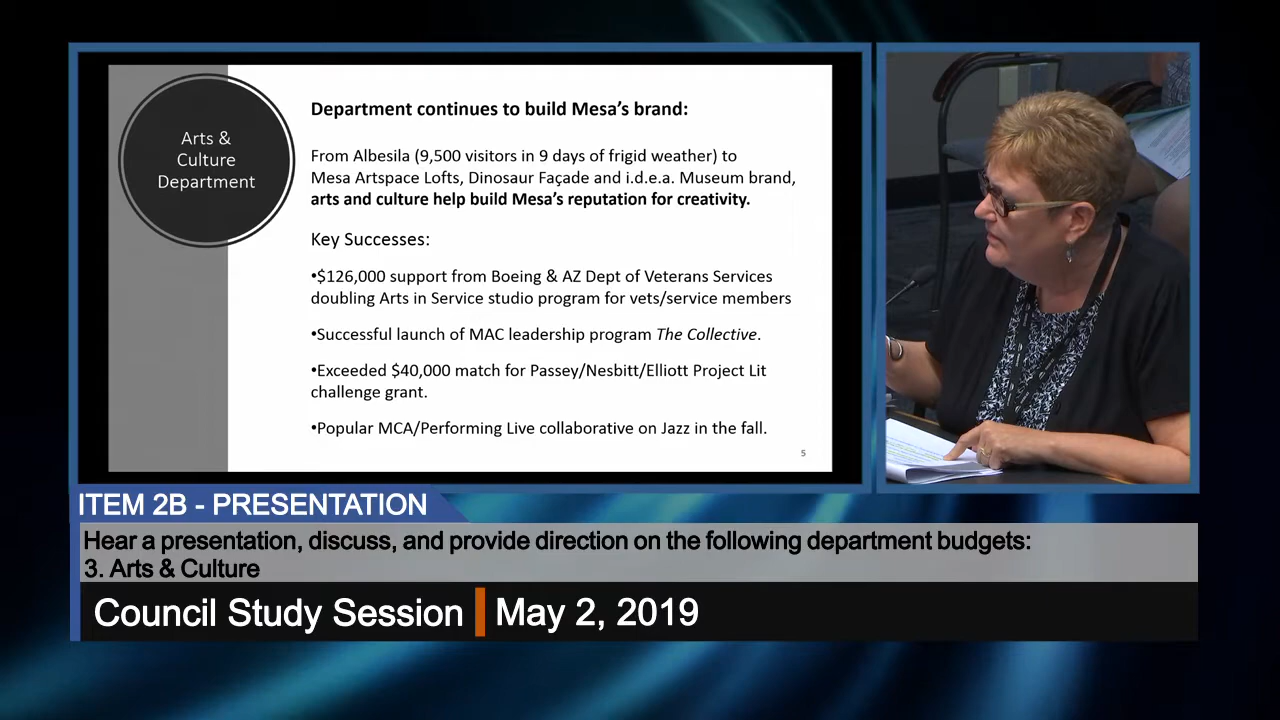 Arts &
Culture
Department
Department continues to build Mesa's brand:
From Albesila (9,500 visitors in 9 days of frigid weather) to
Mesa Artspace Lofts, Dinosaur Façade and i.d.e.a. Museum brand,
arts and culture help build Mesa's reputation for creativity.
Key Successes:
•$126,000 support from Boeing & AZ Dept of Veterans Services
doubling Arts in Service studio program for vets/service members
•Successful launch of MAC leadership program The Collective.
•Exceeded $40,000 match for Passey/Nesbitt/Elliott Project Lit
challenge grant.
•Popular MCA/Performing Live collaborative on Jazz in the fall.
5
ITEM 2B - PRESENTATION
Hear a presentation, discuss, and provide direction on the following department budgets:
3. Arts & Culture
Council Study Session May 2, 2019